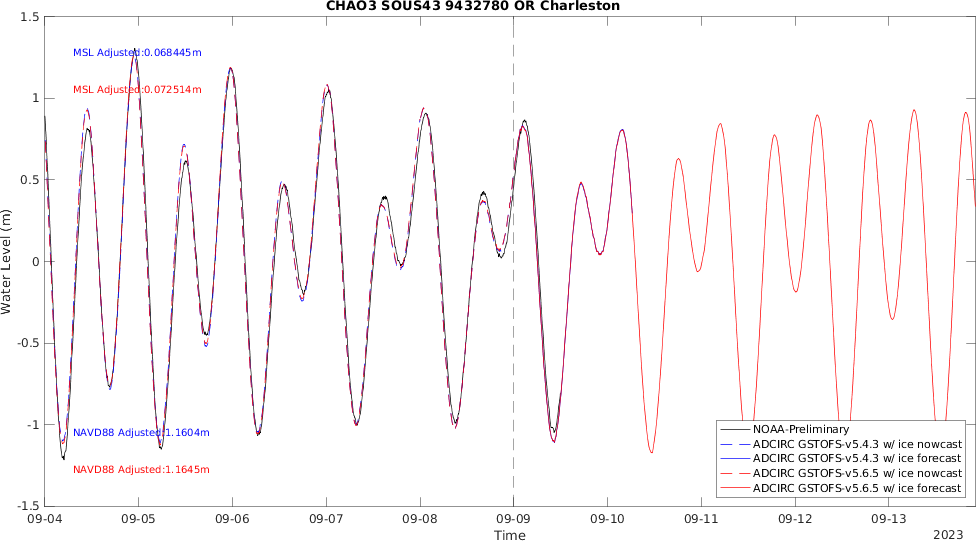 CHAO3 SOUS43 9432780 OR Charleston
1.5
1
0.5
0
-0.5
-1
-1.5
Water Level (m)
MSL Adjusted:0.068445m
MSL Adjusted:0.072514m
NAVD88 Adjusted:1.1604m
NAVD88 Adjusted:1.1645m
NOAA-Preliminary
ADCIRC GSTOFS-v5.4.3 w/ ice nowcast
ADCIRC GSTOFS-v5.4.3 w/ ice forecast
ADCIRC GSTOFS-v5.6.5 w/ ice nowcast
ADCIRC GSTOFS-v5.6.5 w/ ice forecast
09-04 09-05 09-06 09-07 09-08 09-09 09-10 09-11 09-12 09-13
Time
2023